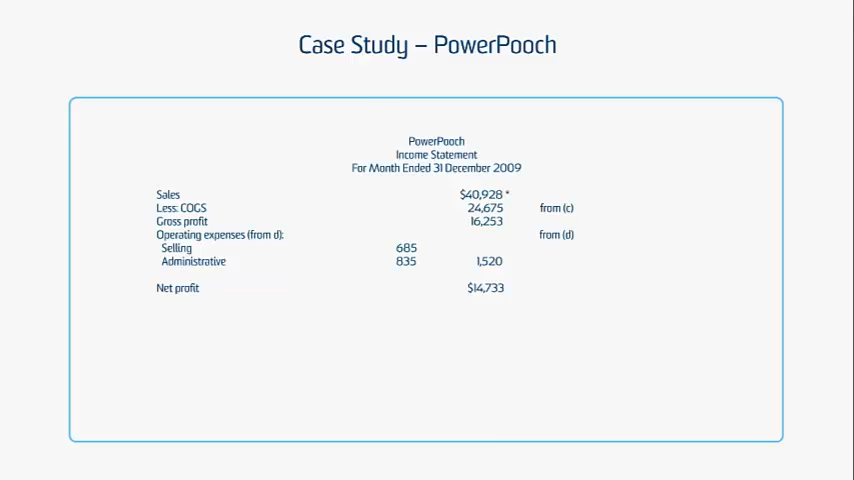 Case Study – PowerPooch
PowerPooch
Income Statement
For Month Ended 31 December 2009
Sales $40,928 *
Less: COGS 24,675 from (c)
Gross profit 16,253
Operating expenses (from d): from (d)
Selling 685
Administrative 835 1,520
Net profit $14,733